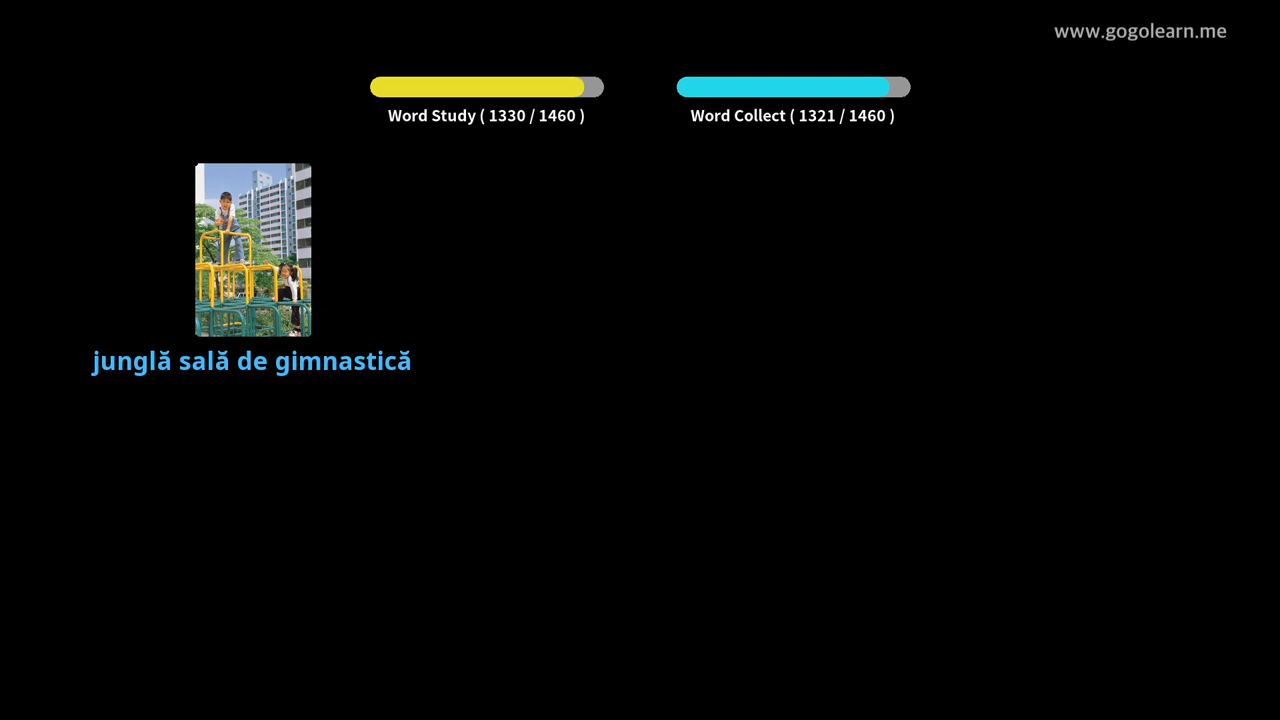 www.gogolearn.me
Word Study ( 1330 / 1460 )
Word Collect ( 1321 / 1460 )
junglă sală de gimnastică